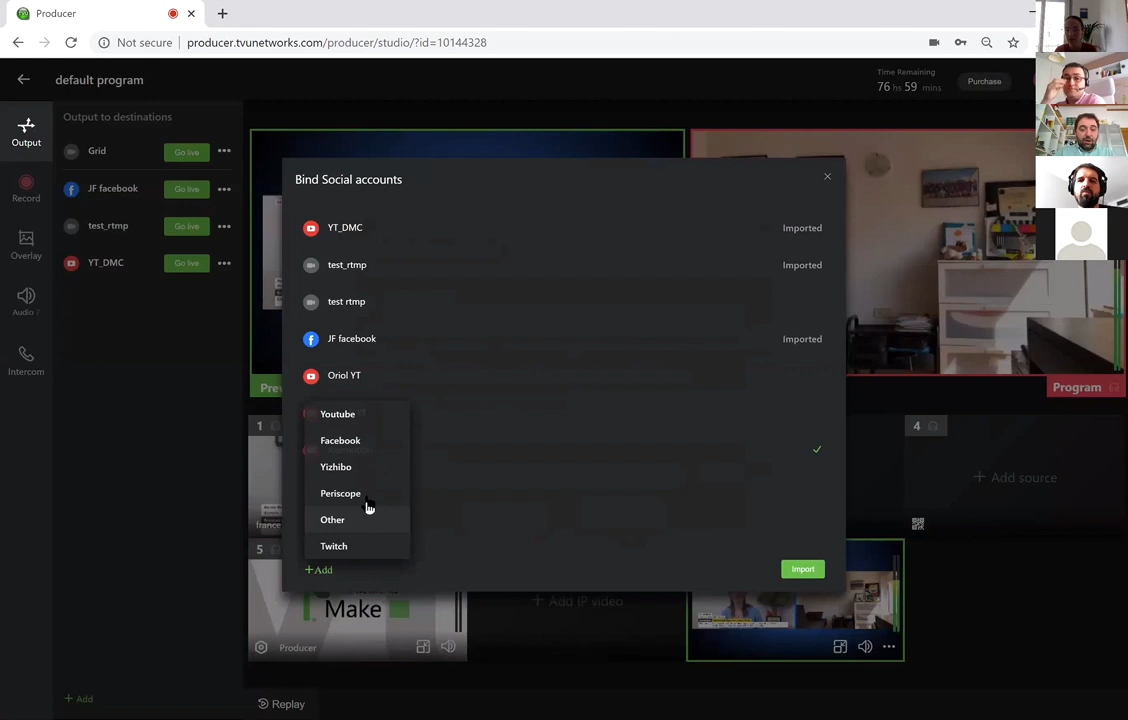 Producer
Not secure
producer.tvunetworks.com/producer/studio/?id=10144328
default program
Time Remaining
76 hs 59 mins
Purchase
Output
Record
Overlay
Audio
Intercom
Output to destinations
Grid
Go live
JF facebook
Go live
test_rtmp
Go live
YT_DMC
Go live
+ Add
Bind Social accounts
YT_DMC
Imported
test_rtmp
Imported
test rtmp
JF facebook
Imported
Oriol YT
Youtube
Facebook
Yizhibo
Periscope
Other
Twitch
+Add
Import
Program
1
4
+ Add source
5
Make
+ Add IP video
Producer
Replay